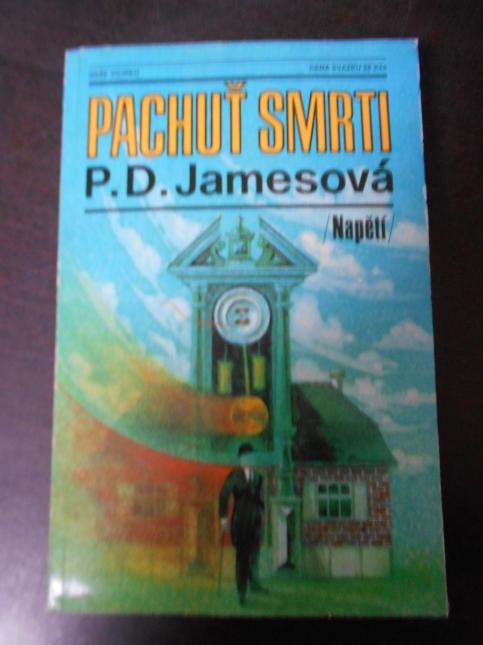 PACHUŤ SMRTI
P.D. Jamesová
/Napětí/